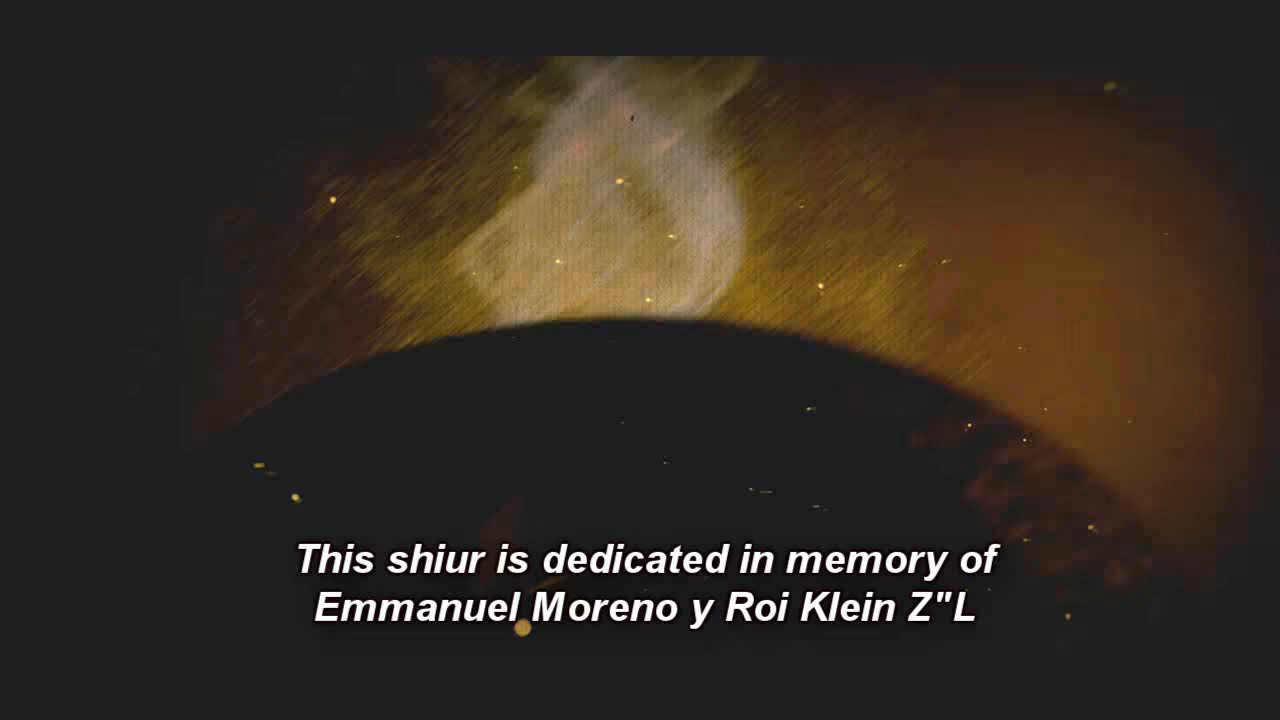 This shiur is dedicated in memory of
Emmanuel Moreno y Roi Klein Z"L